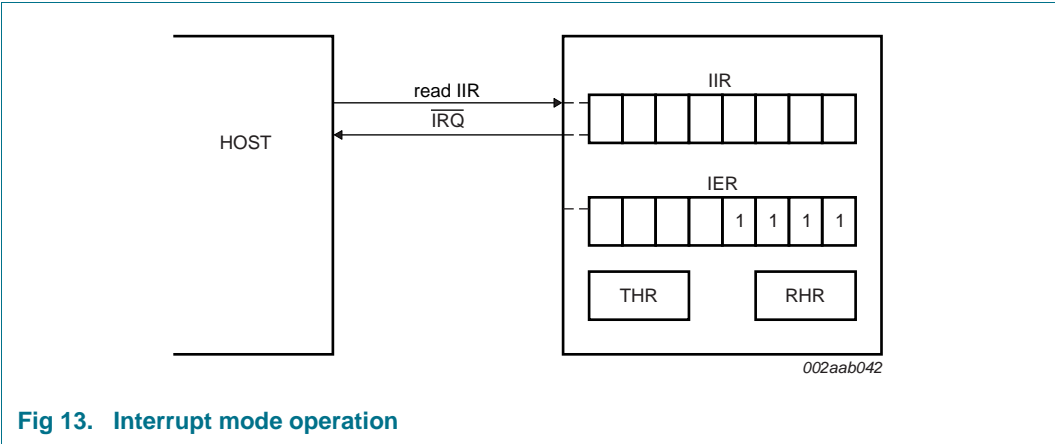 IIR
read IIR
IRQ
HOST
IER
1 1 1 1
THR RHR
002aab042
Fig 13. Interrupt mode operation